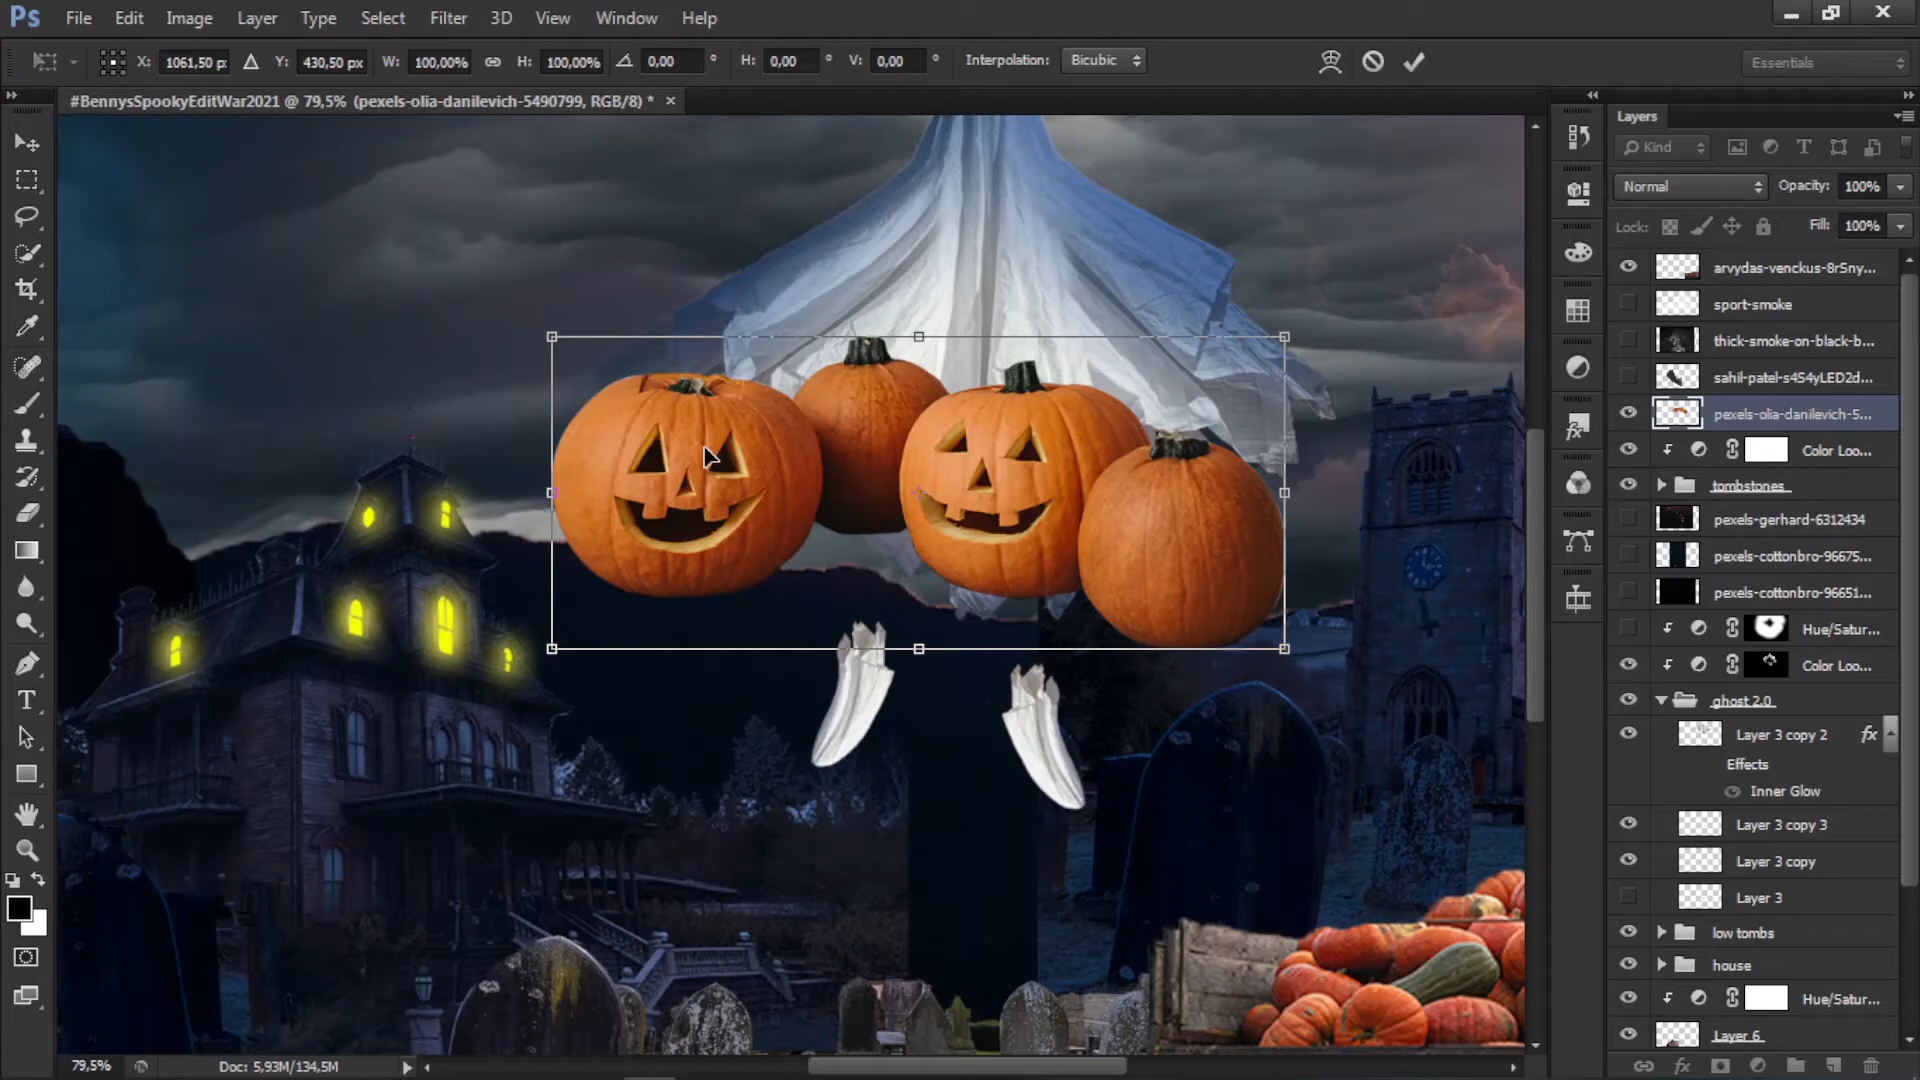 Ps File Edit Image Layer Type Select Filter 3D View Window Help
X: 1061,50 p: Y: 430,50 px W: 100,00% H: 100,00% 0,00 ° H: 0,00 ° V: 0,00 ° Interpolation: Bicubic Essentials
#BennysSpookyEditWar2021 @ 79,5% (pexels-olia-danilevich-5490799, RGB/8) * ×
Layers
Kind
Normal Opacity: 100%
Lock: Fill: 100%
arvydas-venckus-8r5ny...
sport-smoke
thick-smoke-on-black-b...
sahil-patel-s4S4yLED2d...
pexels-olia-danilevich-5...
Color Loo...
tombstones
pexels-gerhard-6312434
pexels-cottonbro-96675...
pexels-cottonbro-96651...
Hue/Satur...
Color Loo...
ghost 2.0
Layer 3 copy 2 fx
Effects
Inner Glow
Layer 3 copy 3
Layer 3 copy
Layer 3
low tombs
house
Hue/Satur...
Layer 6
79,5% Doc: 5,93M/134,5M